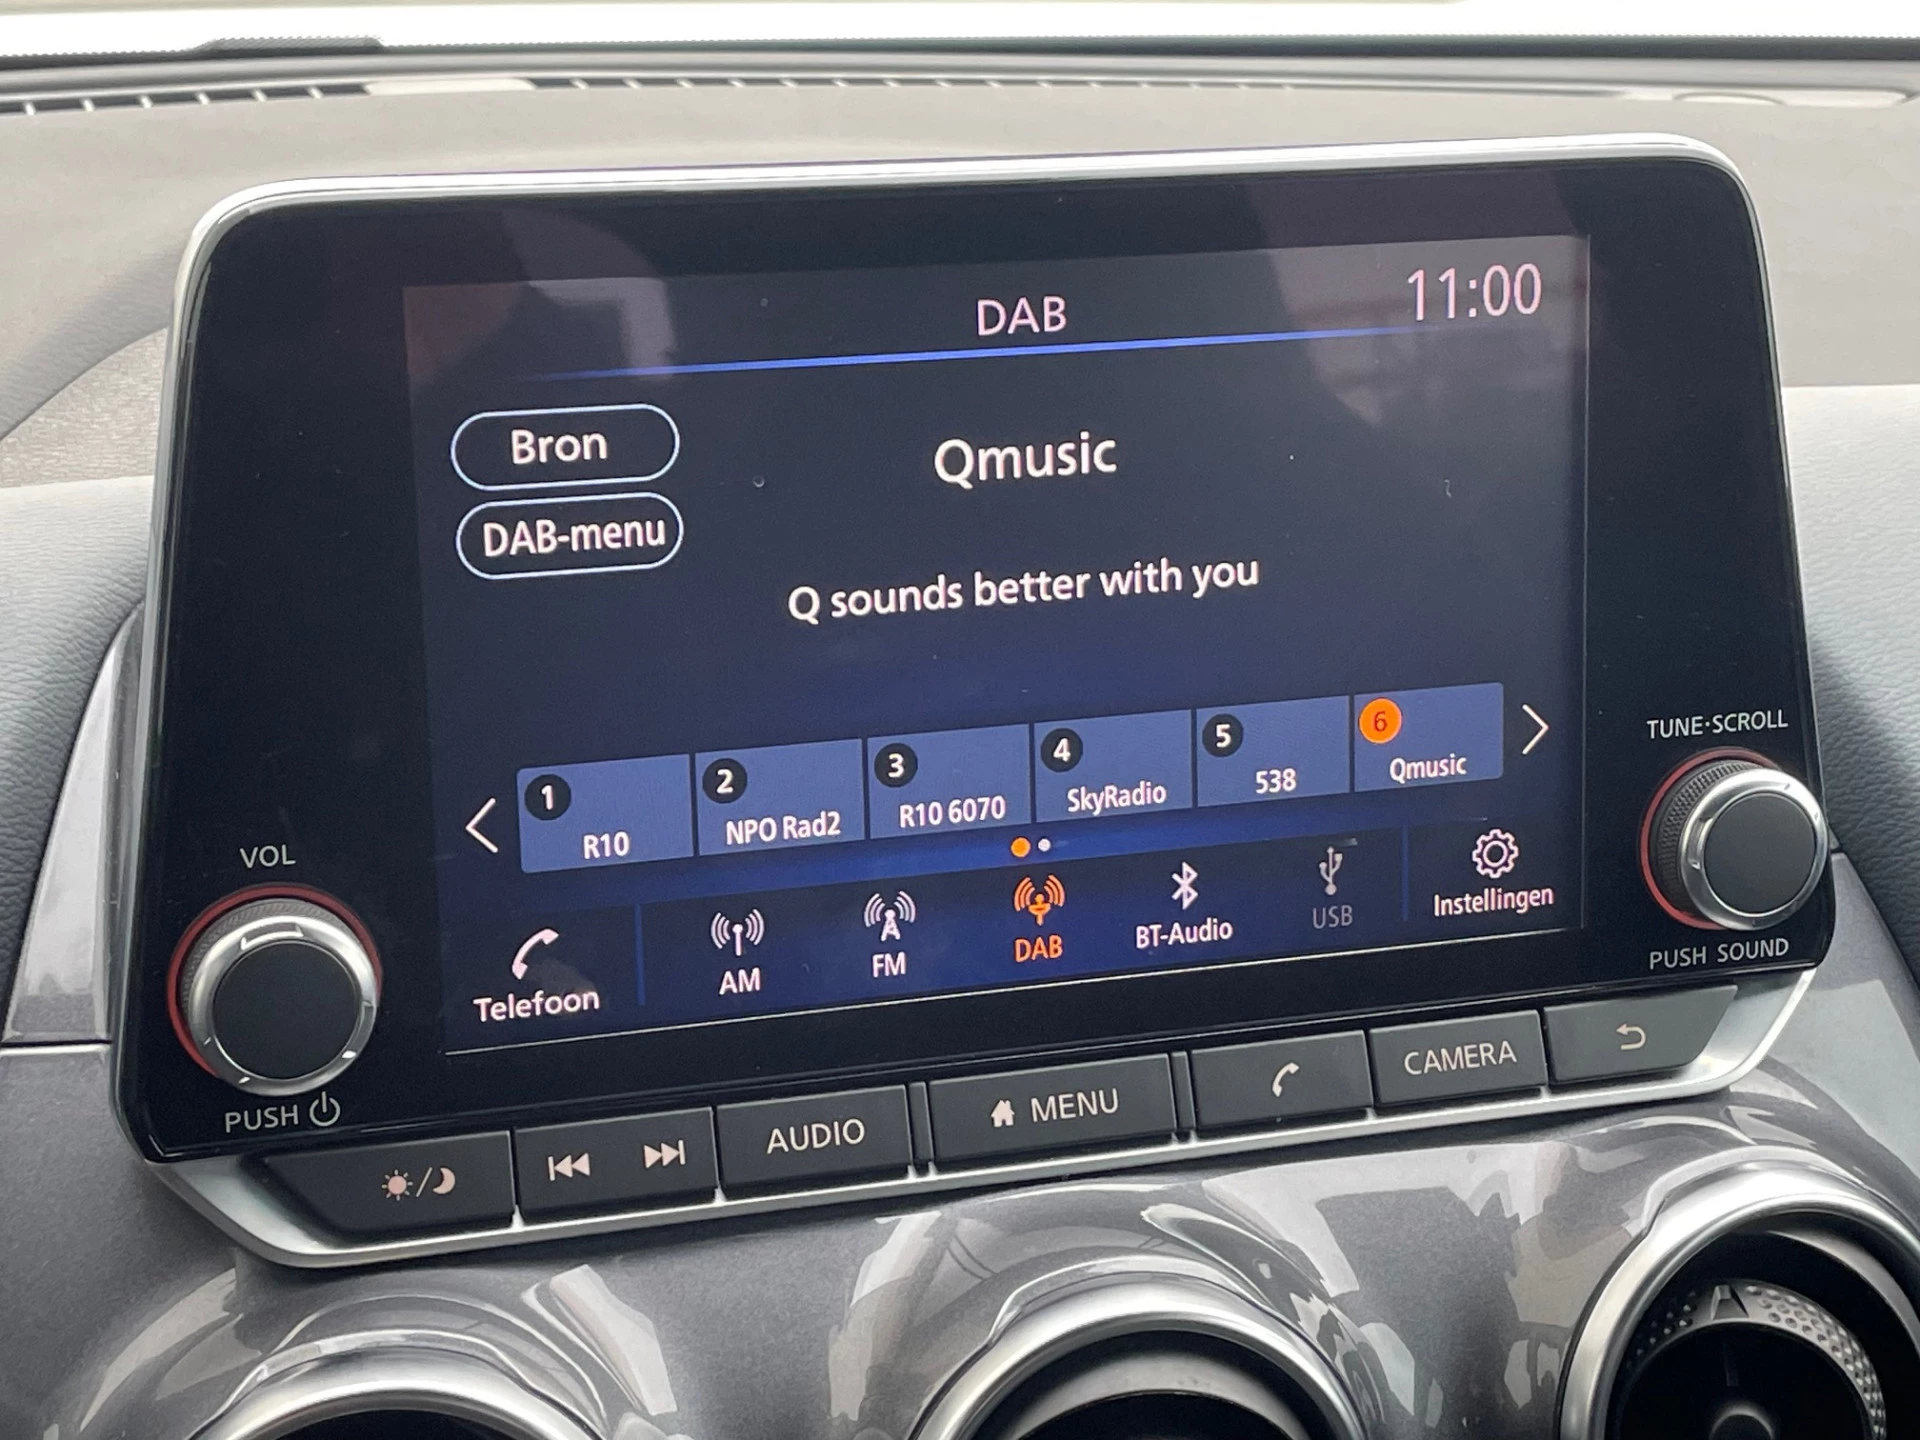 DAB
11:00
Bron
Qmusic
DAB-menu
Q sounds better with you
1 R10
2 NPO Rad2
3 R10 6070
4 SkyRadio
5 538
6 Qmusic
Telefoon
AM
FM
DAB
BT-Audio
USB
Instellingen
VOL
PUSH
TUNE·SCROLL
PUSH SOUND
AUDIO
MENU
CAMERA